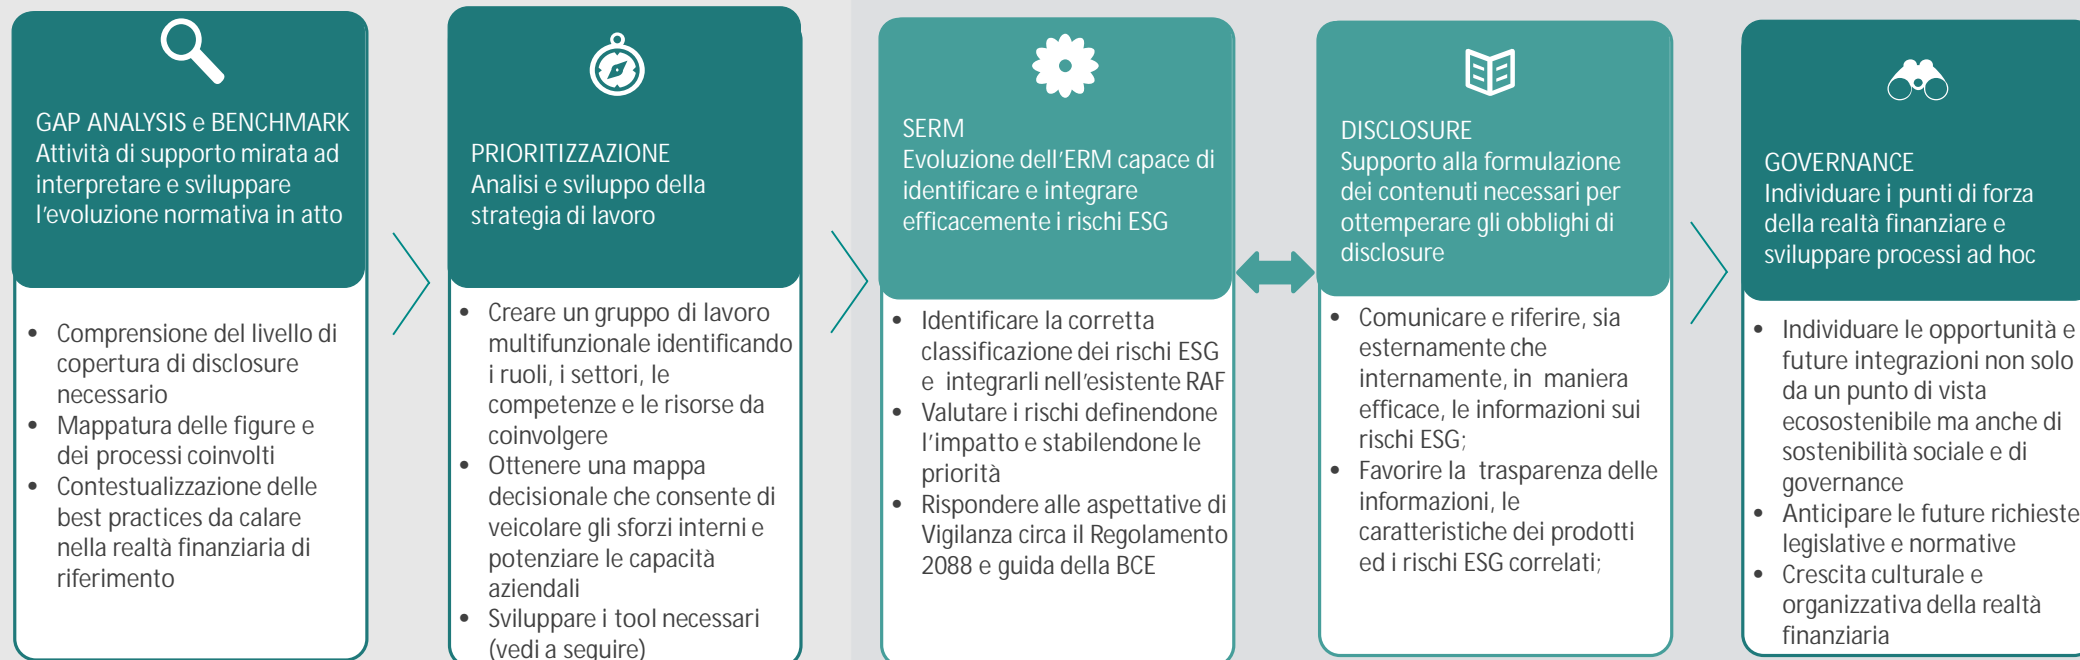 GAP ANALYSIS e BENCHMARK
Attività di supporto mirata ad
interpretare e sviluppare
l'evoluzione normativa in atto
• Comprensione del livello di
copertura di disclosure
necessario
• Mappatura delle figure e
dei processi coinvolti
• Contestualizzazione delle
best practices da calare
nella realtà finanziaria di
riferimento
PRIORITIZZAZIONE
Analisi e sviluppo della
strategia di lavoro
• Creare un gruppo di lavoro
multifunzionale identificando
i ruoli, i settori, le
competenze e le risorse da
coinvolgere
• Ottenere una mappa
decisionale che consente di
veicolare gli sforzi interni e
potenziare le capacità
aziendali
• Sviluppare i tool necessari
(vedi a seguire)
SERM
Evoluzione dell'ERM capace di
identificare e integrare
efficacemente i rischi ESG
• Identificare la corretta
classificazione dei rischi ESG
e integrarli nell'esistente RAF
• Valutare i rischi definendone
l'impatto e stabilendone le
priorità
• Rispondere alle aspettative di
Vigilanza circa il Regolamento
2088 e guida della BCE
DISCLOSURE
Supporto alla formulazione
dei contenuti necessari per
ottemperare gli obblighi di
disclosure
• Comunicare e riferire, sia
esternamente che
internamente, in maniera
efficace, le informazioni sui
rischi ESG;
• Favorire la trasparenza delle
informazioni, le
caratteristiche dei prodotti
ed i rischi ESG correlati;
GOVERNANCE
Individuare i punti di forza
della realtà finanziare e
sviluppare processi ad hoc
• Individuare le opportunità e
future integrazioni non solo
da un punto di vista
ecosostenibile ma anche di
sostenibilità sociale e di
governance
• Anticipare le future richieste
legislative e normative
• Crescita culturale e
organizzativa della realtà
finanziaria